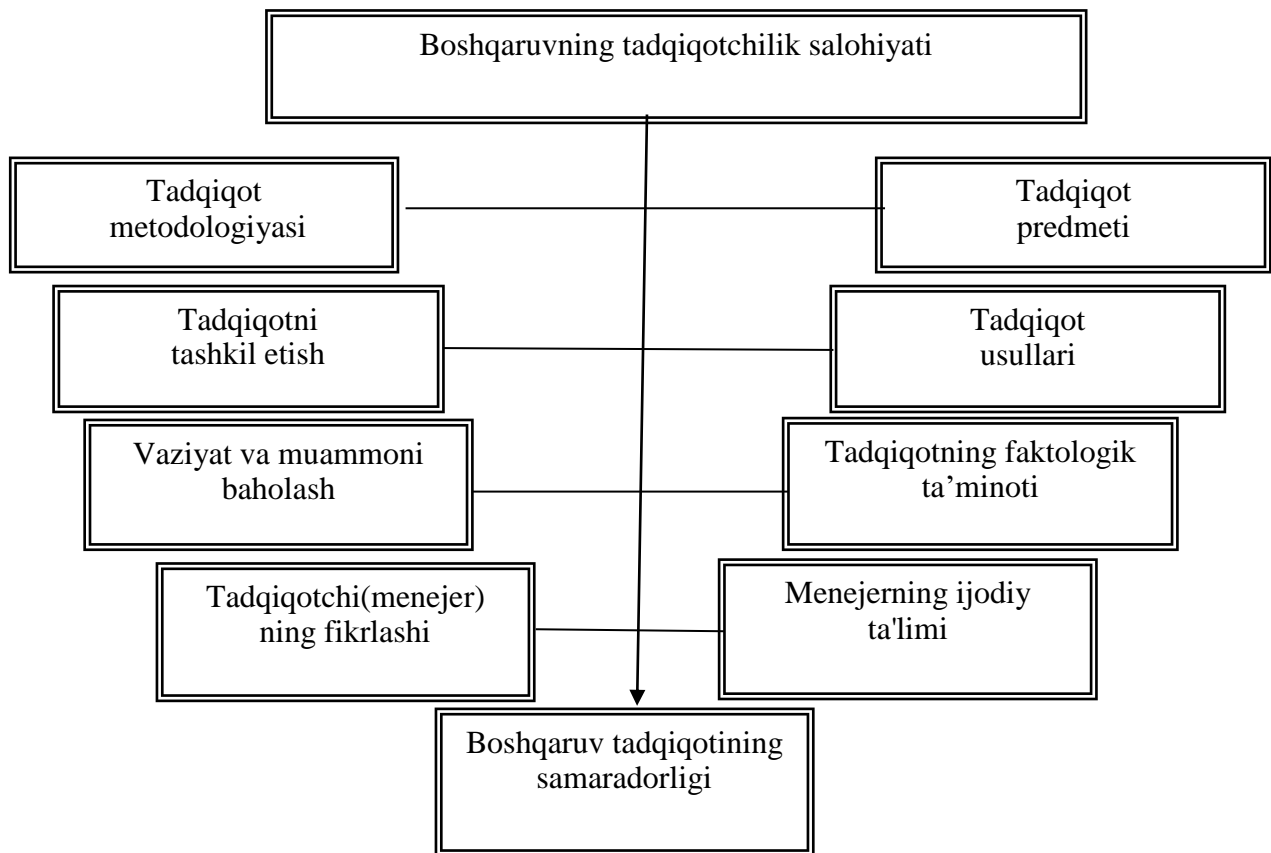 Boshqaruvning tadqiqotchilik salohiyati
Tadqiqot
metodologiyasi
Tadqiqot
predmeti
Tadqiqotni
tashkil etish
Tadqiqot
usullari
Vaziyat va muammoni
baholash
Tadqiqotning faktologik
ta’minoti
Tadqiqotchi(menejer)
ning fikrlashi
Menejerning ijodiy
ta'limi
Boshqaruv tadqiqotining
samaradorligi